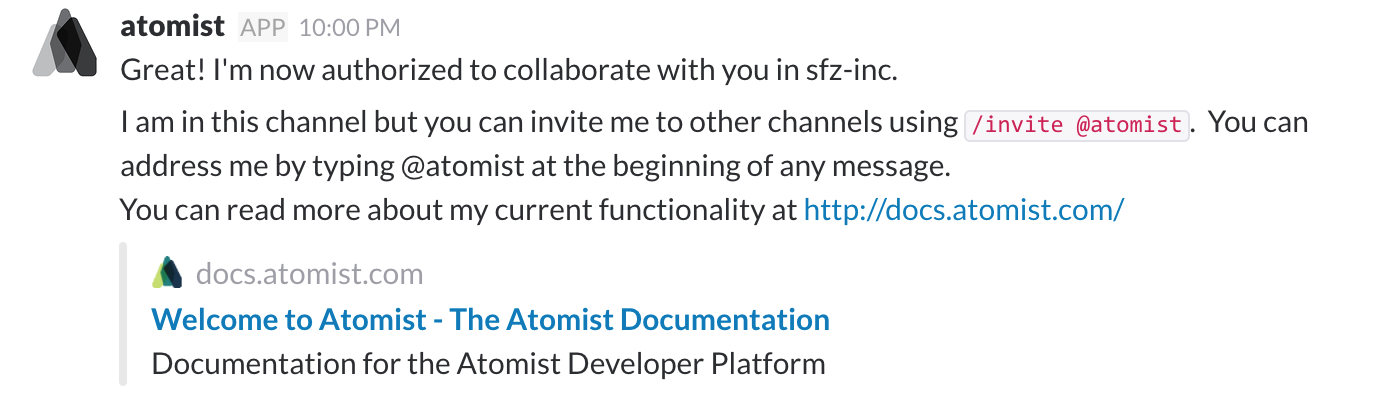 atomist APP 10:00 PM
Great! I'm now authorized to collaborate with you in sfz-inc.
I am in this channel but you can invite me to other channels using /invite @atomist. You can
address me by typing @atomist at the beginning of any message.
You can read more about my current functionality at http://docs.atomist.com/
docs.atomist.com
Welcome to Atomist - The Atomist Documentation
Documentation for the Atomist Developer Platform